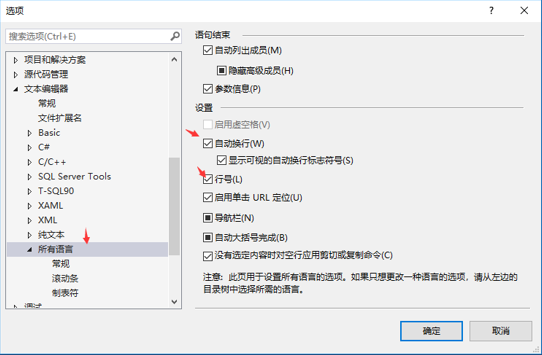 选项
搜索选项(Ctrl+E)
项目和解决方案
源代码管理
文本编辑器
常规
文件扩展名
Basic
C#
C/C++
SQL Server Tools
T-SQL90
XAML
XML
纯文本
所有语言
常规
滚动条
制表符
调试
语句结束
自动列出成员(M)
隐藏高级成员(H)
参数信息(P)
设置
启用虚空格(V)
自动换行(W)
显示可视的自动换行标志符号(S)
行号(L)
启用单击 URL 定位(U)
导航栏(N)
自动大括号完成(B)
没有选定内容时对空行应用剪切或复制命令(C)
注意: 此页用于设置所有语言的选项。如果只想更改一种语言的选项，请从左边的
目录树中选择所需的语言。
确定
取消